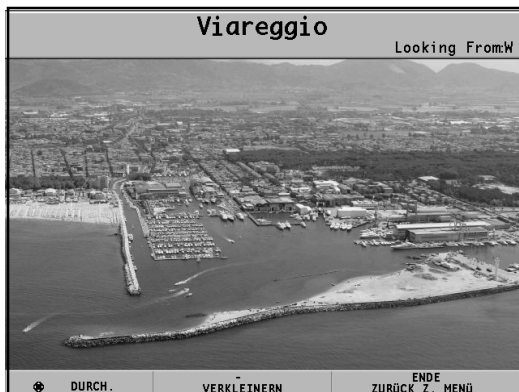 Viareggio
Looking From:W
DURCH.
-
VERKLEINERN
ENDE
ZURÜCK Z. MENÜ